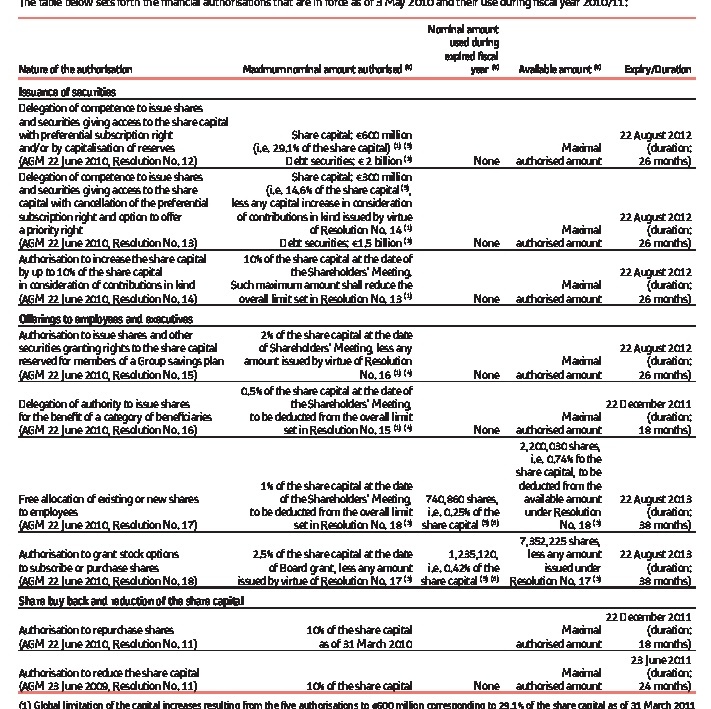 The table below sets forth the financial authorisations that are in force as of 3 May 2010 and their use during fiscal year 2010/11:
Nominal amount
used during
expired fiscal
Nature of the authorisation Maximum nominal amount authorised (*) year (*) Available amount (*) Expiry/Duration
Issuance of securities
Delegation of competence to issue shares
and securities giving access to the share capital
with preferential subscription right Share capital: €600 million 22 August 2012
and/or by capitalisation of reserves (i.e. 29.1% of the share capital) (1) (3) Maximal (duration:
(AGM 22 June 2010, Resolution No. 12) Debt securities: € 2 billion (2) None authorised amount 26 months)
Delegation of competence to issue shares Share capital: €300 million
and securities giving access to the share (i.e. 14.6% of the share capital (3),
capital with cancellation of the preferential less any capital increase in consideration
subscription right and option to offer of contributions in kind issued by virtue 22 August 2012
a priority right of Resolution No. 14 (1) Maximal (duration:
(AGM 22 June 2010, Resolution No. 13) Debt securities: €1.5 billion (2) None authorised amount 26 months)
Authorisation to increase the share capital 10% of the share capital at the date of
by up to 10% of the share capital the Shareholders' Meeting. 22 August 2012
in consideration of contributions in kind Such maximum amount shall reduce the Maximal (duration:
(AGM 22 June 2010, Resolution No. 14) overall limit set in Resolution No. 13 (1) None authorised amount 26 months)
Offerings to employees and executives
Authorisation to issue shares and other 2% of the share capital at the date
securities granting rights to the share capital of Shareholders' Meeting, less any 22 August 2012
reserved for members of a Group savings plan amount issued by virtue of Resolution Maximal (duration:
(AGM 22 June 2010, Resolution No. 15) No. 16 (1) (4) None authorised amount 26 months)
0.5% of the share capital at the date of
Delegation of authority to issue shares the Shareholders' Meeting, 22 December 2011
for the benefit of a category of beneficiaries to be deducted from the overall limit Maximal (duration:
(AGM 22 June 2010, Resolution No. 16) set in Resolution No. 15 (1) (4) None authorised amount 18 months)
2,200,030 shares,
i.e. 0.74% fo the
share capital, to be
deducted from the
1% of the share capital at the date available amount 22 August 2013
Free allocation of existing or new shares of the Shareholders' Meeting, 740,860 shares, under Resolution (duration:
to employees to be deducted from the overall limit i.e. 0.25% of the No. 18 (3) 38 months)
(AGM 22 June 2010, Resolution No. 17) set in Resolution No. 18 (3) share capital
7,352,225 shares,
Authorisation to grant stock options 2.5% of the share capital at the date 1,235,120, less any amount 22 August 2013
to subscribe or purchase shares of Board grant, less any amount i.e. 0.42% of the issued under (duration:
(AGM 22 June 2010, Resolution No. 18) issued by virtue of Resolution No. 17 (3) share capital Resolution No. 17 (3) 38 months)
Share buy back and reduction of the share capital
22 December 2011
Authorisation to repurchase shares 10% of the share capital Maximal (duration:
(AGM 22 June 2010, Resolution No. 11) as of 31 March 2010 authorised amount 18 months)
23 June 2011
Authorisation to reduce the share capital Maximal (duration:
(AGM 23 June 2009, Resolution No. 11) 10% of the share capital None authorised amount 24 months)
(1) Global limitation of the capital increases resulting from the five authorisations to €600 million corresponding to 29.1% of the share capital as of 31 March 2011